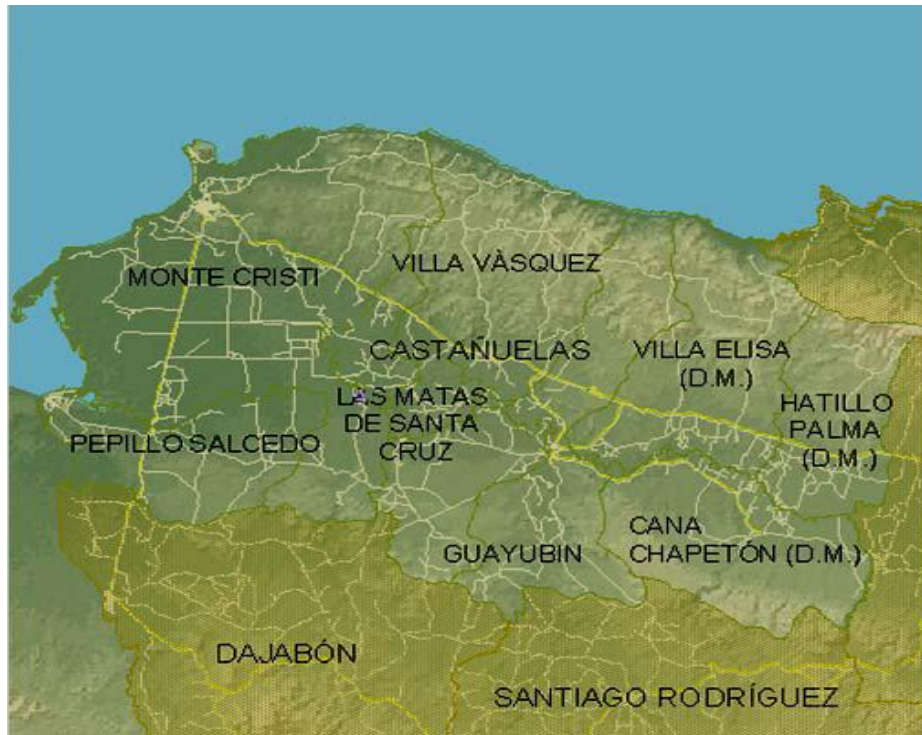 VILLA VÀSQUEZ
MONTE CRISTI
CASTAÑUELAS
VILLA ELISA
(D.M.)
LAS MATAS
DE SANTA
CRUZ
HATILLO
PALMA
(D.M.)
PEPILLO SALCEDO
GUAYUBIN
CANA
CHAPETÓN (D.M.)
DAJABÓN
SANTIAGO RODRÍGUEZ